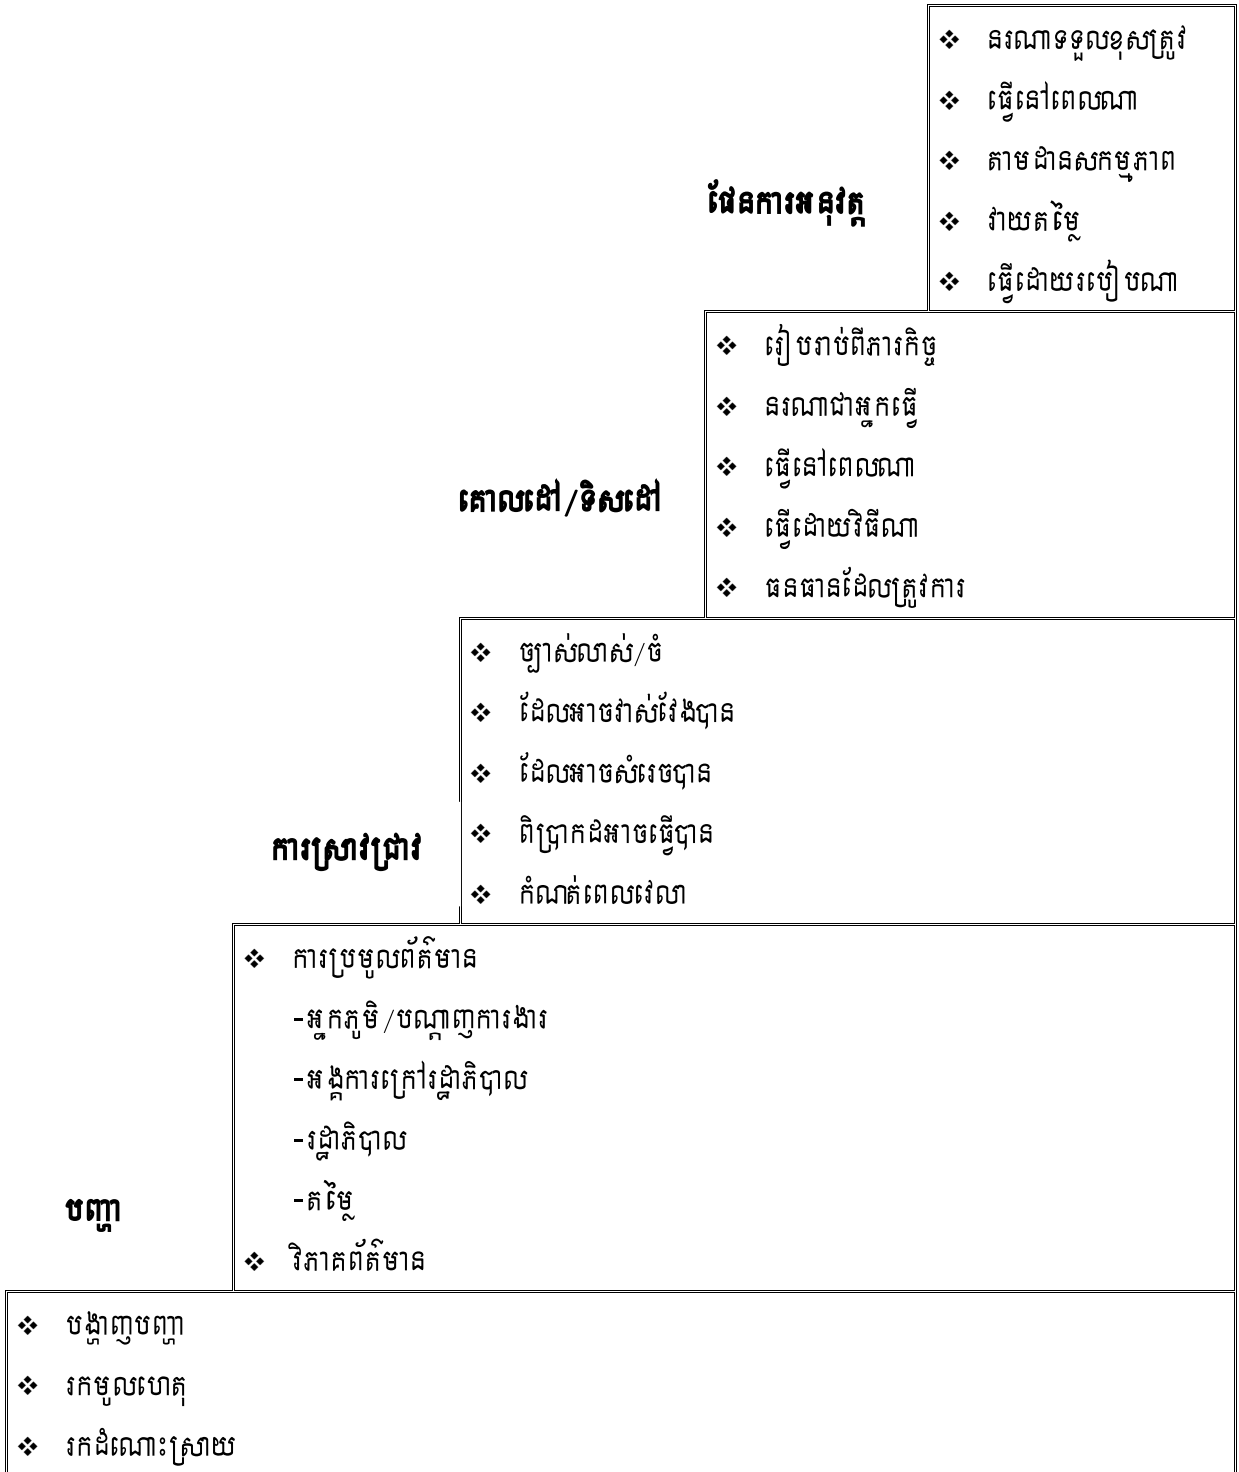 ❖ នរណាទទួលខុសត្រូវ
❖ ធ្វើនៅពេលណា
❖ តាមដានសកម្មភាព
ផែនការអនុវត្ត
❖ វាយតម្លៃ
❖ ធ្វើដោយរបៀបណា
❖ រៀបរាប់ពីភារកិច្ច
❖ នរណាជាអ្នកធ្វើ
❖ ធ្វើនៅពេលណា
គោលដៅ/ទិសដៅ
❖ ធ្វើដោយវិធីណា
❖ ធនធានដែលត្រូវការ
❖ ច្បាស់លាស់/ចំ
❖ ដែលអាចវាស់វែងបាន
❖ ដែលអាចសំរេចបាន
❖ ពិប្រាកដអាចធ្វើបាន
ការស្រាវជ្រាវ
❖ កំណត់ពេលវេលា
❖ ការប្រមូលព័ត៌មាន
-អ្នកភូមិ/បណ្តាញការងារ
-អង្គការក្រៅរដ្ឋាភិបាល
-រដ្ឋាភិបាល
-តម្លៃ
បញ្ហា
❖ វិភាគព័ត៌មាន
❖ បង្ហាញបញ្ហា
❖ រកមូលហេតុ
❖ រកដំណោះស្រាយ